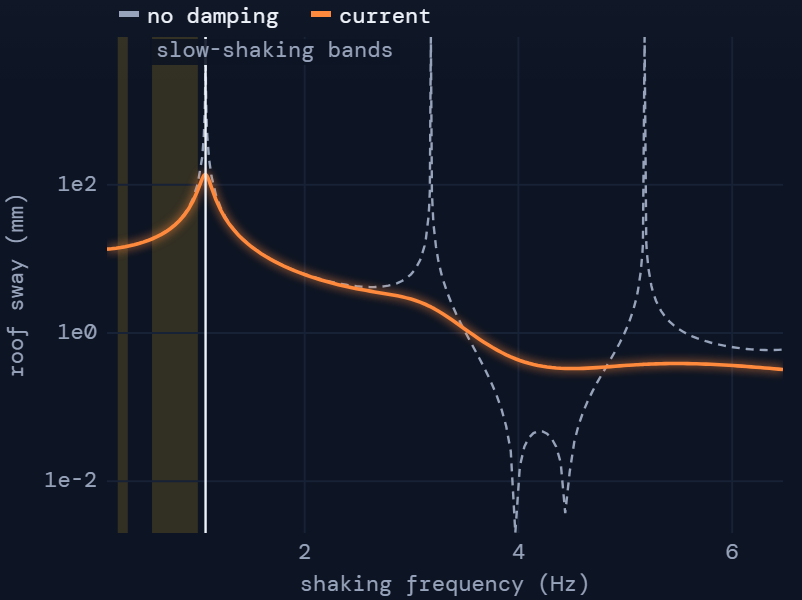 no damping
current
slow-shaking bands
1e2
1e0
1e-2
roof sway (mm)
2
4
6
shaking frequency (Hz)